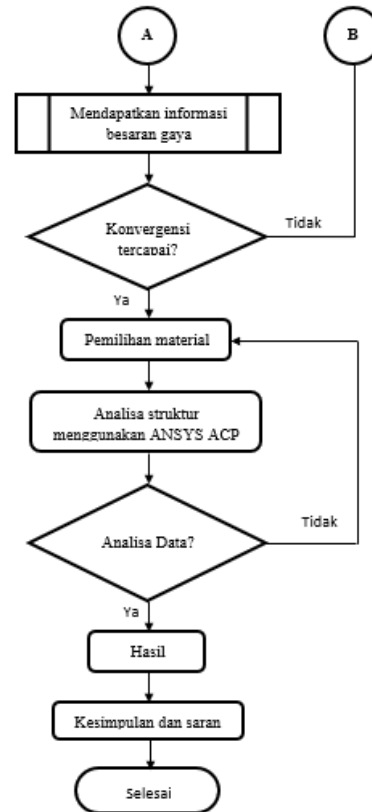 A
B
Mendapatkan informasi
besaran gaya
Konvergensi
tercapai?
Tidak
Ya
Pemilihan material
Analisa struktur
menggunakan ANSYS ACP
Analisa Data?
Tidak
Ya
Hasil
Kesimpulan dan saran
Selesai